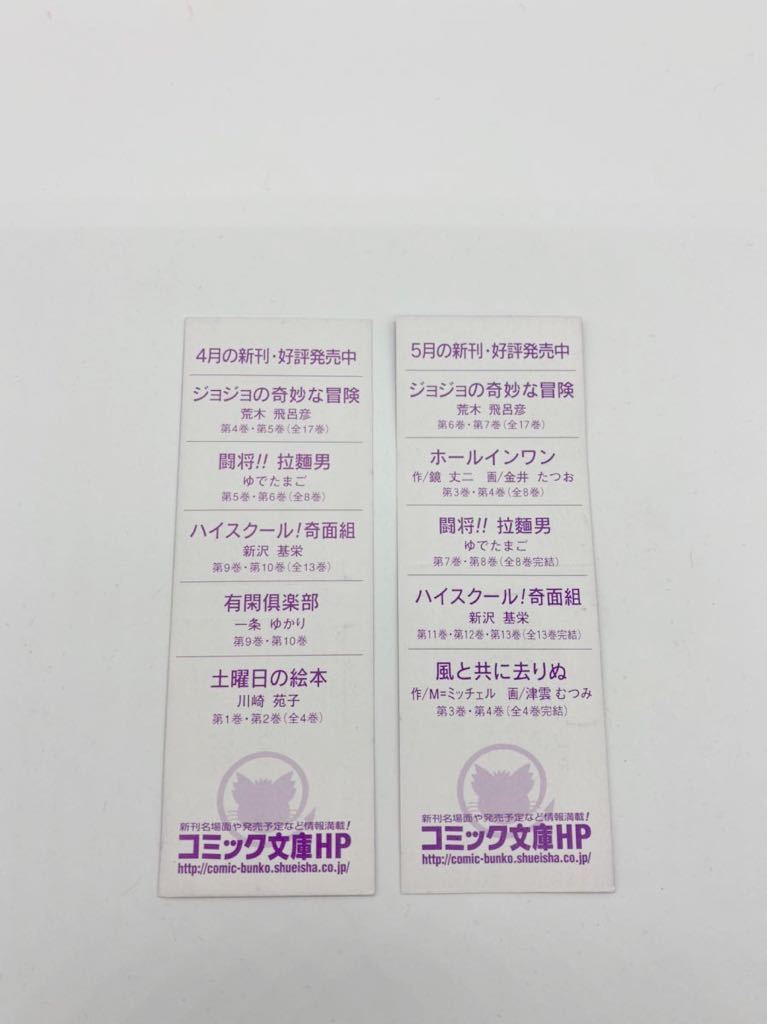 4月の新刊・好評発売中
ジョジョの奇妙な冒険
荒木 飛呂彦
第4巻・第5巻(全17巻)
闘将!! 拉麵男
ゆでたまご
第5巻・第6巻(全8巻)
ハイスクール!奇面組
新沢 基栄
第9巻・第10巻(全13巻)
有閑倶楽部
一条 ゆかり
第9巻・第10巻
土曜日の絵本
川崎 苑子
第1巻・第2巻(全4巻)
新刊名場面や発売予定など情報満載!
コミック文庫HP
http://comic-bunko.shueisha.co.jp/
5月の新刊・好評発売中
ジョジョの奇妙な冒険
荒木 飛呂彦
第6巻・第7巻(全17巻)
ホールインワン
作/鏡 丈二 画/金井 たつお
第3巻・第4巻(全8巻)
闘将!! 拉麵男
ゆでたまご
第7巻・第8巻(全8巻完結)
ハイスクール!奇面組
新沢 基栄
第11巻・第12巻・第13巻(全13巻完結)
風と共に去りぬ
作/M=ミッチェル 画/津雲 むつみ
第3巻・第4巻(全4巻完結)
新刊名場面や発売予定など情報満載!
コミック文庫HP
http://comic-bunko.shueisha.co.jp/